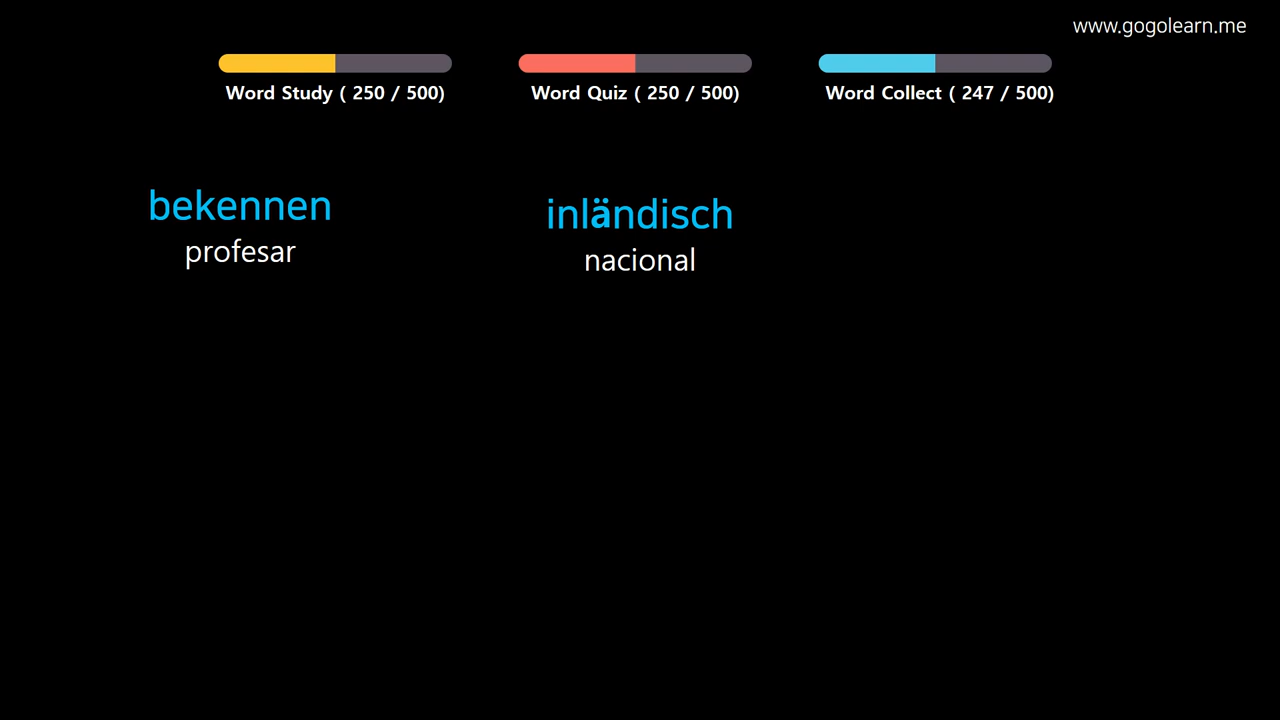 www.gogolearn.me
Word Study ( 250 / 500)
Word Quiz ( 250 / 500)
Word Collect ( 247 / 500)
bekennen
profesar
inländisch
nacional